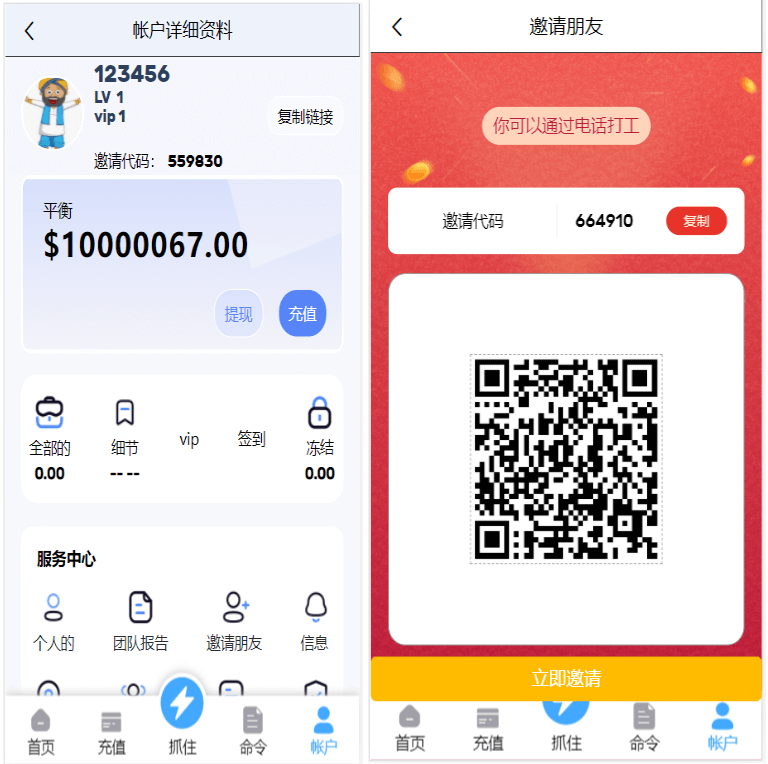 帐户详细资料
123456
LV 1
vip 1
复制链接
邀请代码： 559830
平衡
$10000067.00
提现
充值
全部的
细节
vip
签到
冻结
0.00
-- --
0.00
服务中心
个人的
团队报告
邀请朋友
信息
首页
充值
抓住
命令
帐户
邀请朋友
你可以通过电话打工
邀请代码
664910
复制
立即邀请
首页
充值
抓住
命令
帐户